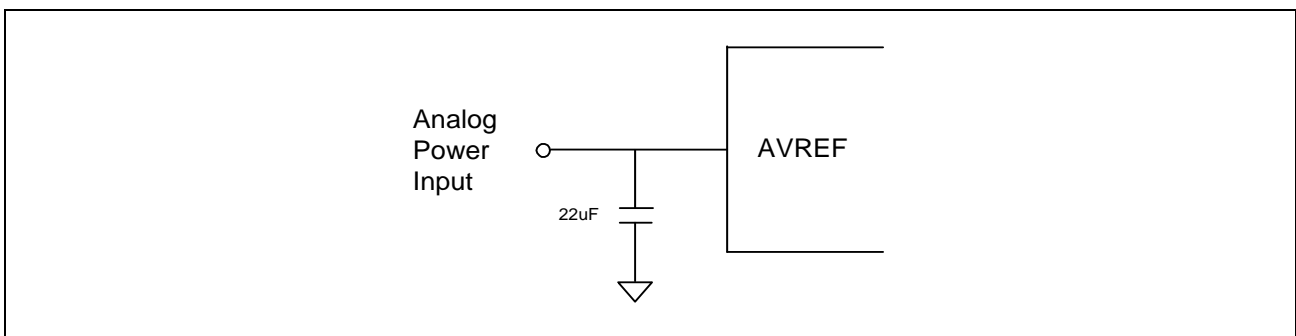 Analog
Power
Input
AVREF
22uF